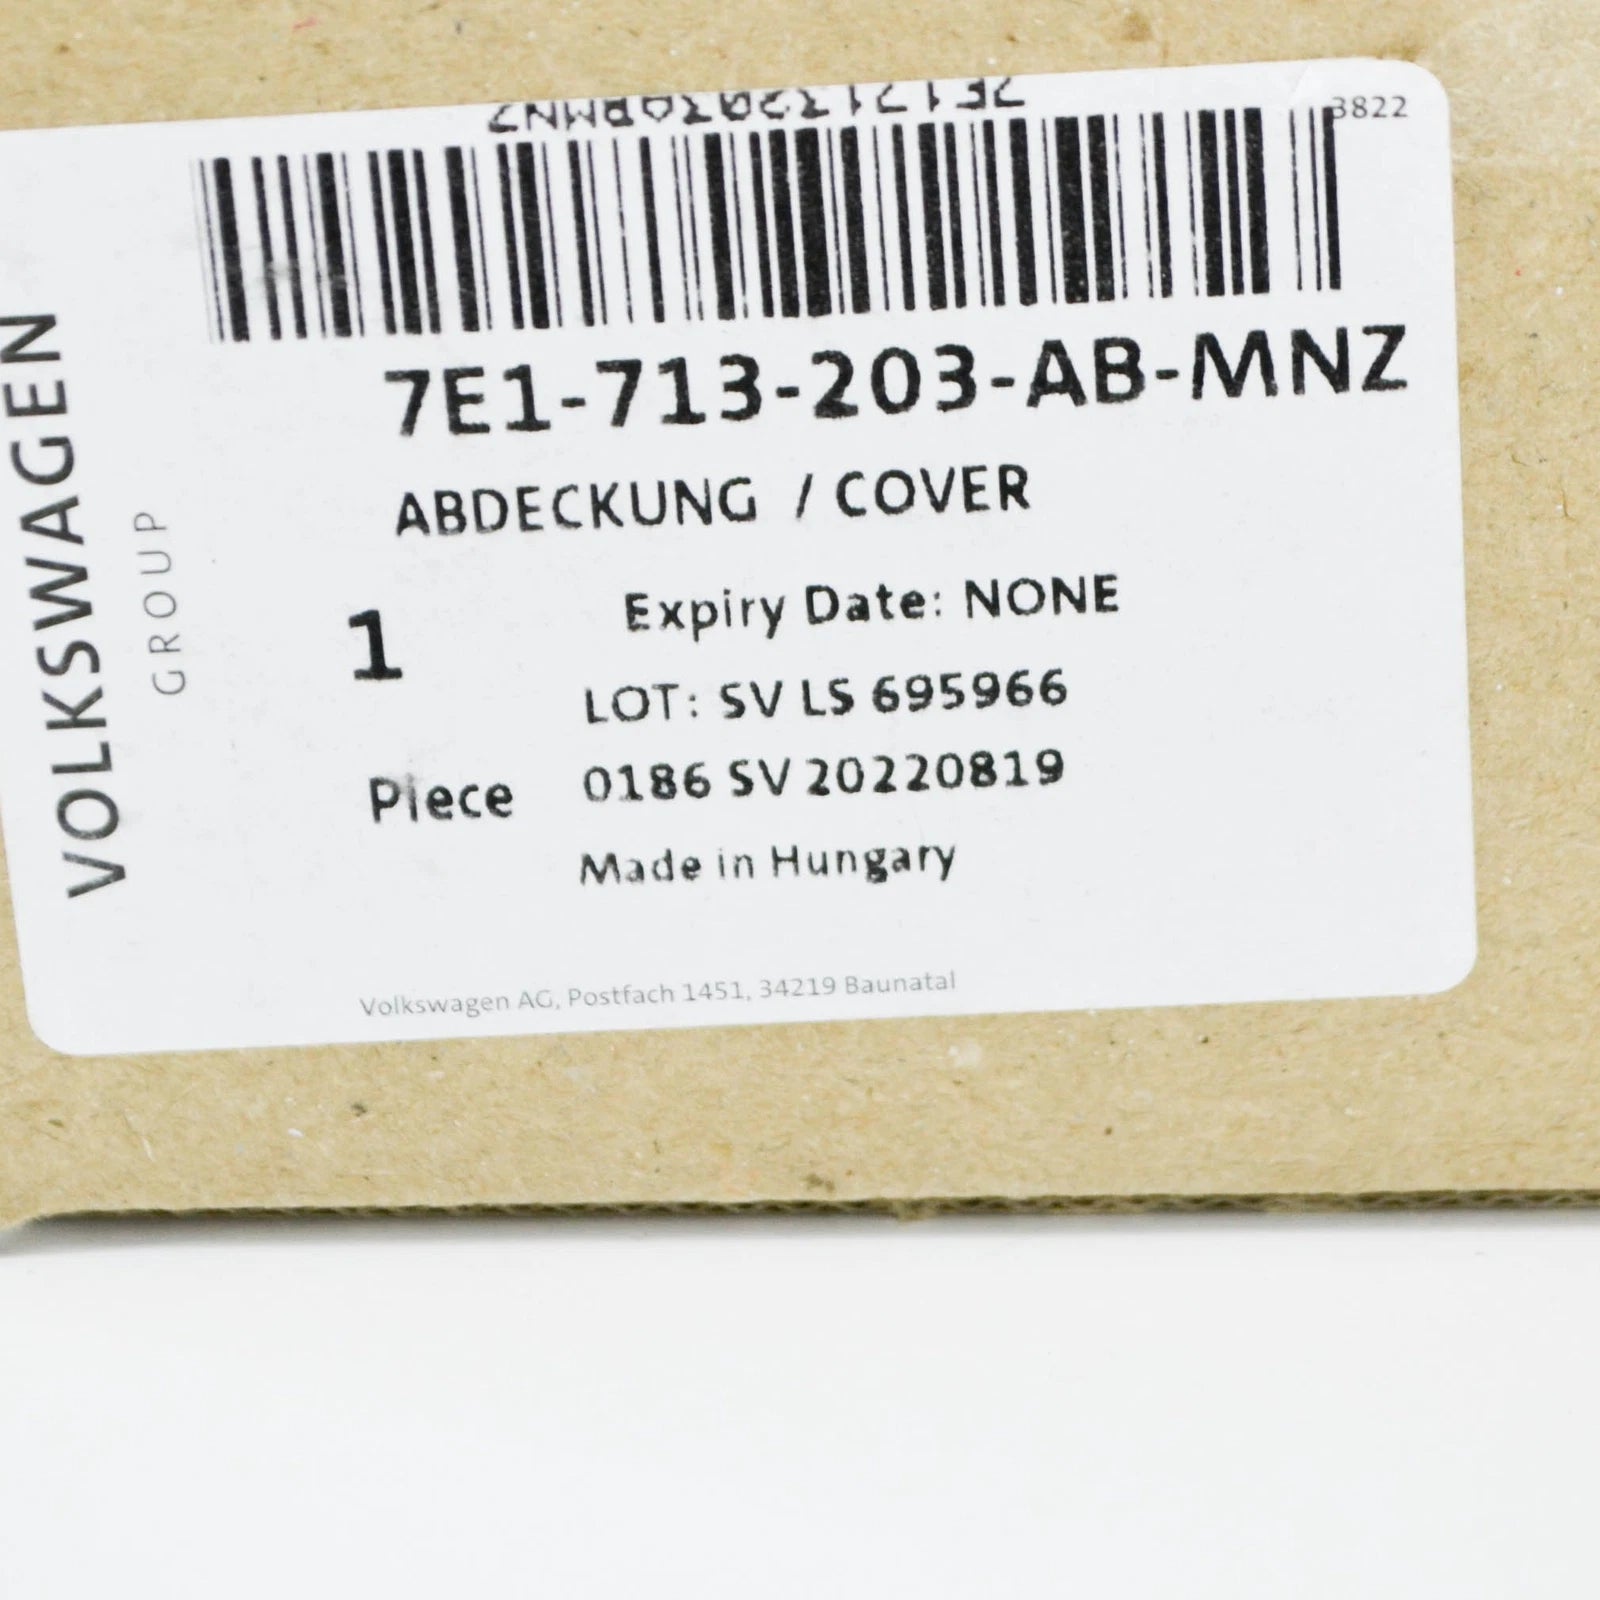 3822
7E1-713-203-AB-MNZ
ABDECKUNG / COVER
Expiry Date: NONE
1
LOT: SV LS 695966
Piece
0186 SV 20220819
Made in Hungary
Volkswagen AG, Postfach 1451, 34219 Baunatal
VOLKSWAGEN
GROUP